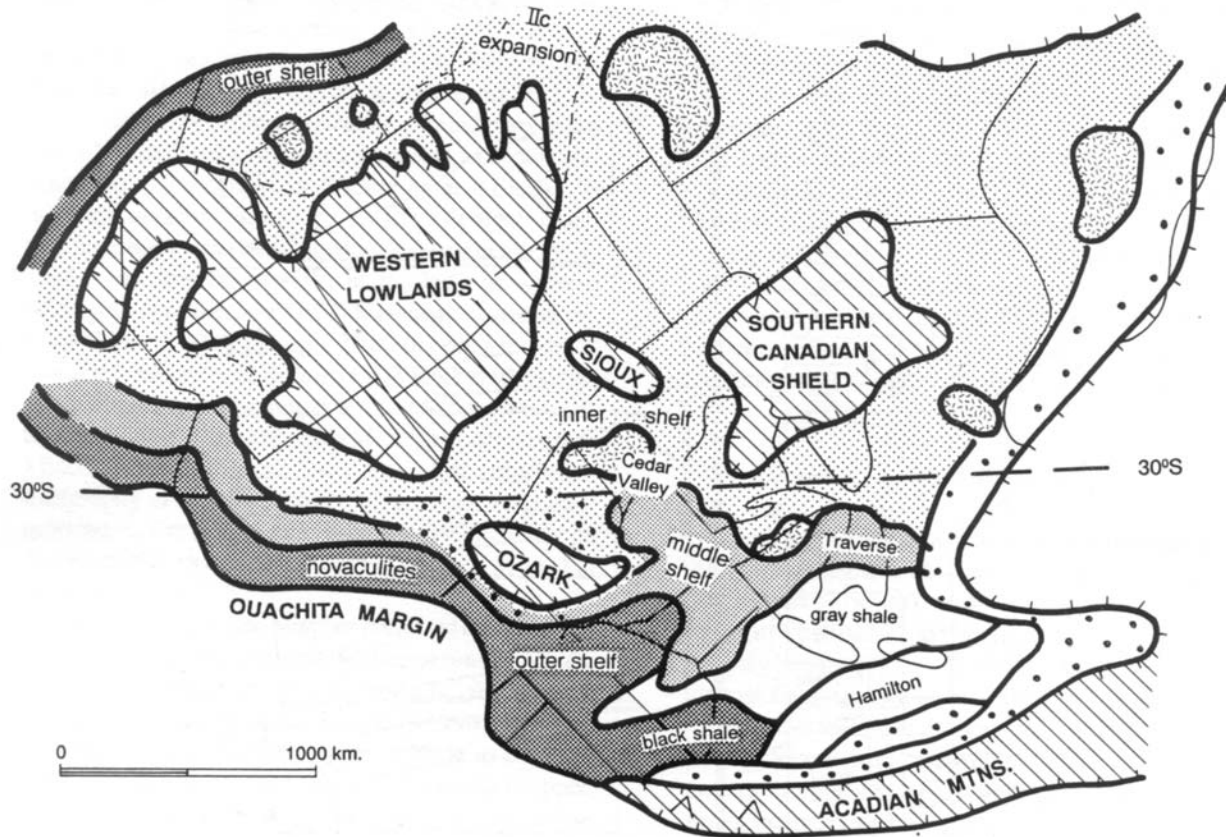 IIc
expansion
outer shelf
WESTERN
LOWLANDS
SOUTHERN
CANADIAN
SHIELD
SIOUX
inner shelf
Cedar
Valley
30ºS
30ºS
middle
shelf
Traverse
OZARK
novaculites
OUACHITA MARGIN
gray shale
outer shelf
Hamilton
black shale
0
1000 km.
ACADIAN MTNS.